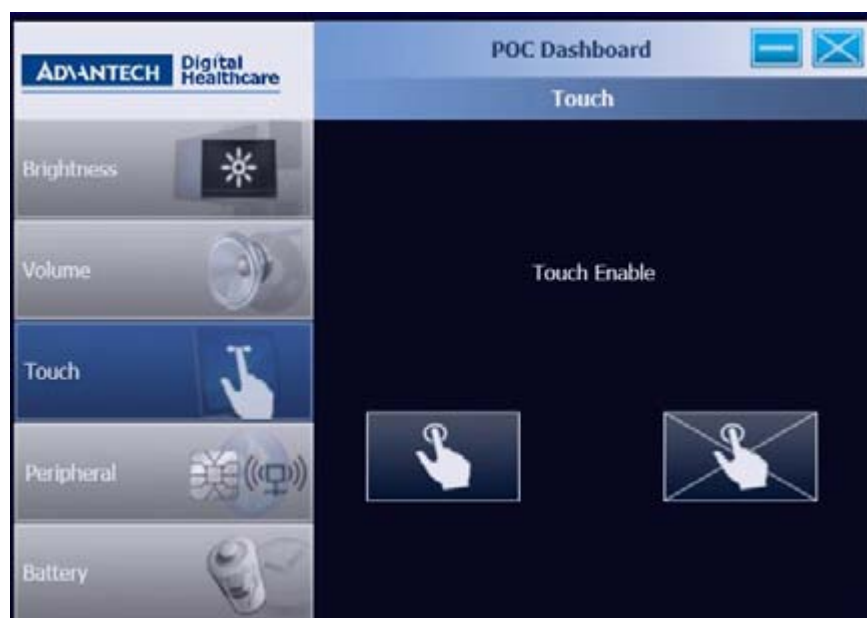 ADVANTECH Digital
Healthcare
POC Dashboard
Touch
Brightness
Volume
Touch
Peripheral
Battery
Touch Enable